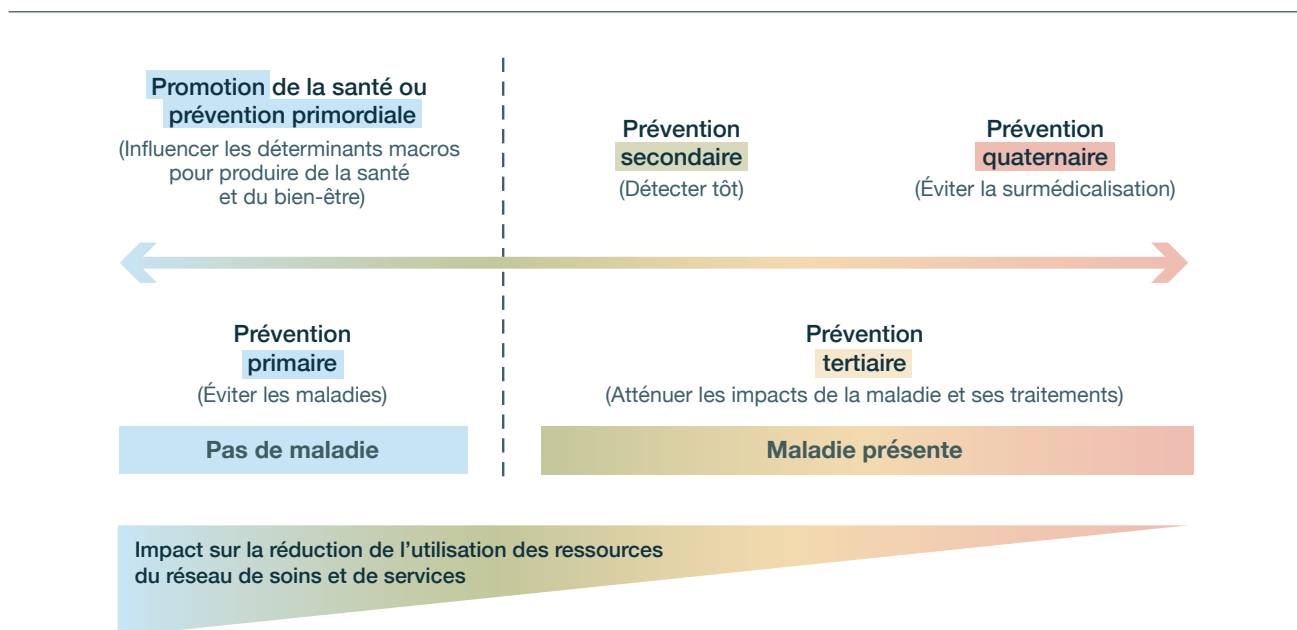 Promotion de la santé ou
prévention primordiale
(Influencer les déterminants macros
pour produire de la santé
et du bien-être)
Prévention
secondaire
(Détecter tôt)
Prévention
quaternaire
(Éviter la surmédicalisation)
Prévention
primaire
(Éviter les maladies)
Prévention
tertiaire
(Atténuer les impacts de la maladie et ses traitements)
Pas de maladie
Maladie présente
Impact sur la réduction de l’utilisation des ressources
du réseau de soins et de services